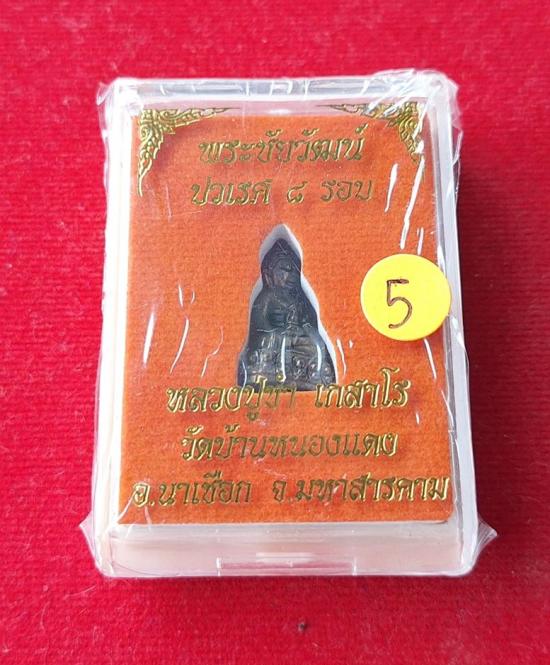 พระชัยวัฒน์
ปวเรศ ๘ รอบ
5
หลวงปู่ขำ เกสาโร
วัดบ้านหนองแดง
อ.นาเชือก จ.มหาสารคาม